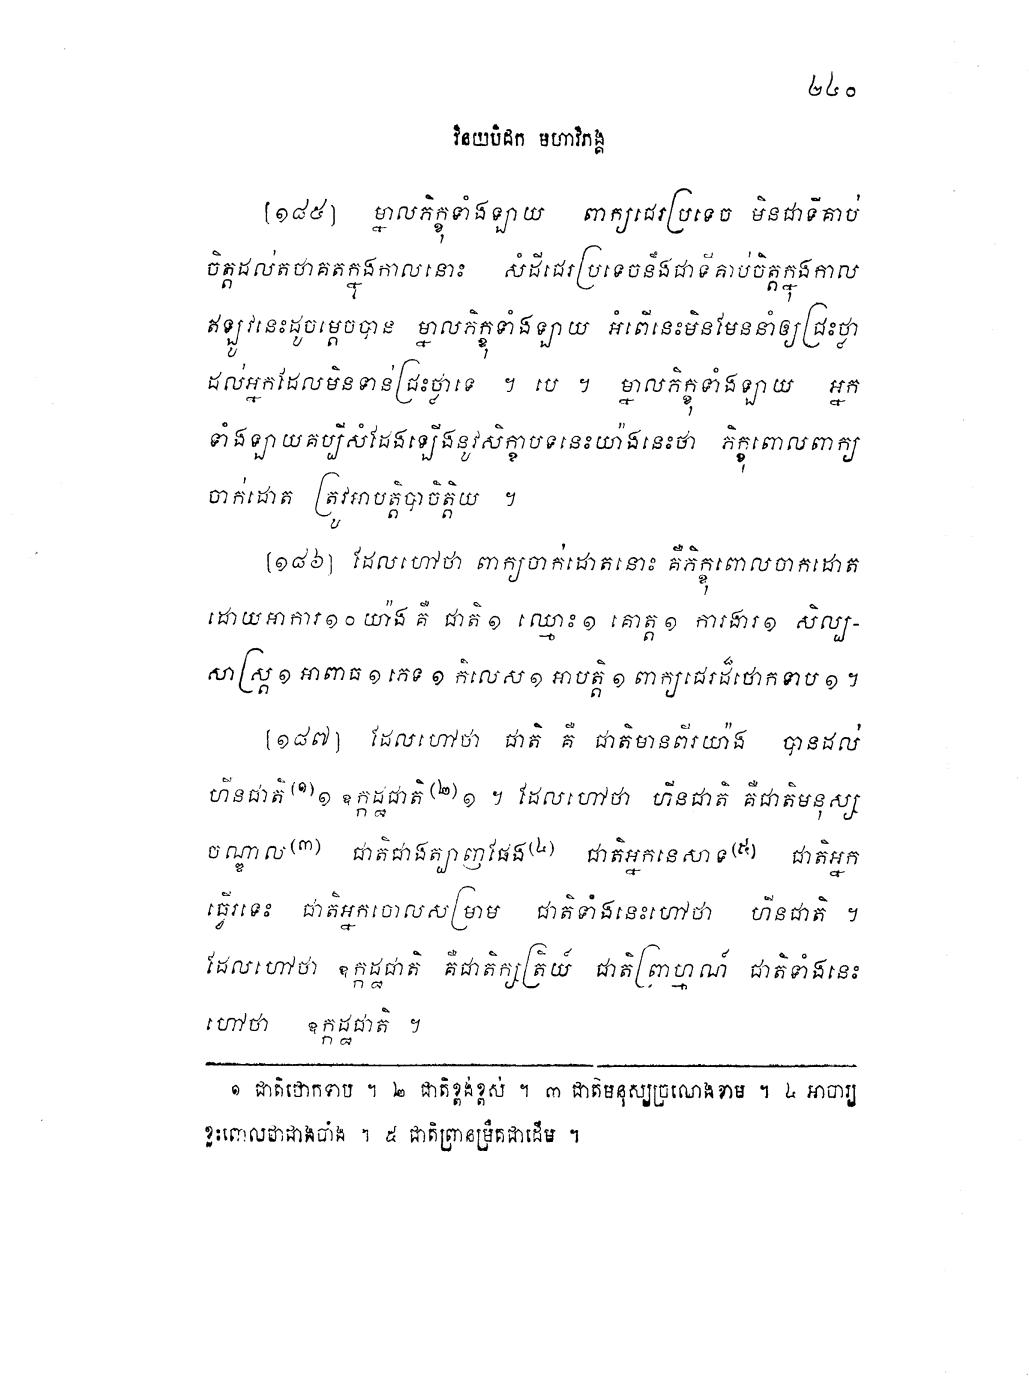 ២៤០
វិនយបិដក មហាវិភង្គ
[១៨៥] ម្នាលភិក្ខុទាំងឡាយ ពាក្យជេរប្រទេច មិនជាទីគាប់
ចិត្តដល់តថាគតក្នុងកាលនោះ សំដីជេរប្រទេចនឹងជាទីគាប់ចិត្តក្នុងកាល
ឥឡូវនេះដូចម្តេចបាន ម្នាលភិក្ខុទាំងឡាយ អំពើនេះមិនមែននាំឲ្យជ្រះថ្លា
ដល់អ្នកដែលមិនទាន់ជ្រះថ្លាទេ ។ បេ ។ ម្នាលភិក្ខុទាំងឡាយ អ្នក
ទាំងឡាយគប្បីសំដែងឡើងនូវសិក្ខាបទនេះយ៉ាងនេះថា ភិក្ខុពោលពាក្យ
ចាក់ដោត ត្រូវអាបត្តិបាចិត្តិយ ។
[១៨៦] ដែលហៅថា ពាក្យចាក់ដោតនោះ គឺភិក្ខុពោលចាកដោត
ដោយអាការ១០យ៉ាង គឺ ជាតិ១ ឈ្មោះ១ គោត្ត១ ការងារ១ សិល្ប-
សាស្ត្រ១ អាពាធ១ ភេទ១ កិលេស១ អាបត្តិ១ ពាក្យជេរដ៏ថោកទាប១ ។
[១៨៧] ដែលហៅថា ជាតិ គឺ ជាតិមានពីរយ៉ាង បានដល់
ហីនជាតិ(១)១ ឧក្កដ្ឋជាតិ(២)១ ។ ដែលហៅថា ហីនជាតិ គឺជាតិមនុស្ស
ចណ្ឌាល(៣) ជាតិជាងត្បាញផែង(៤) ជាតិអ្នកនេសាទ(៥) ជាតិអ្នក
ធ្វើរទេះ ជាតិអ្នកចោលសម្រាម ជាតិទាំងនេះហៅថា ហីនជាតិ ។
ដែលហៅថា ឧក្កដ្ឋជាតិ គឺជាតិក្សត្រិយ៍ ជាតិព្រាហ្មណ៍ ជាតិទាំងនេះ
ហៅថា ឧក្កដ្ឋជាតិ ។
១ ជាតិថោកទាប ។ ២ ជាតិខ្ពង់ខ្ពស់ ។ ៣ ជាតិមនុស្សច្រណេងខាម ។ ៤ អាចារ្យ
ខ្លះពោលជាជាងចាំង ។ ៥ ជាតិព្រានម្រឹគជាដើម ។